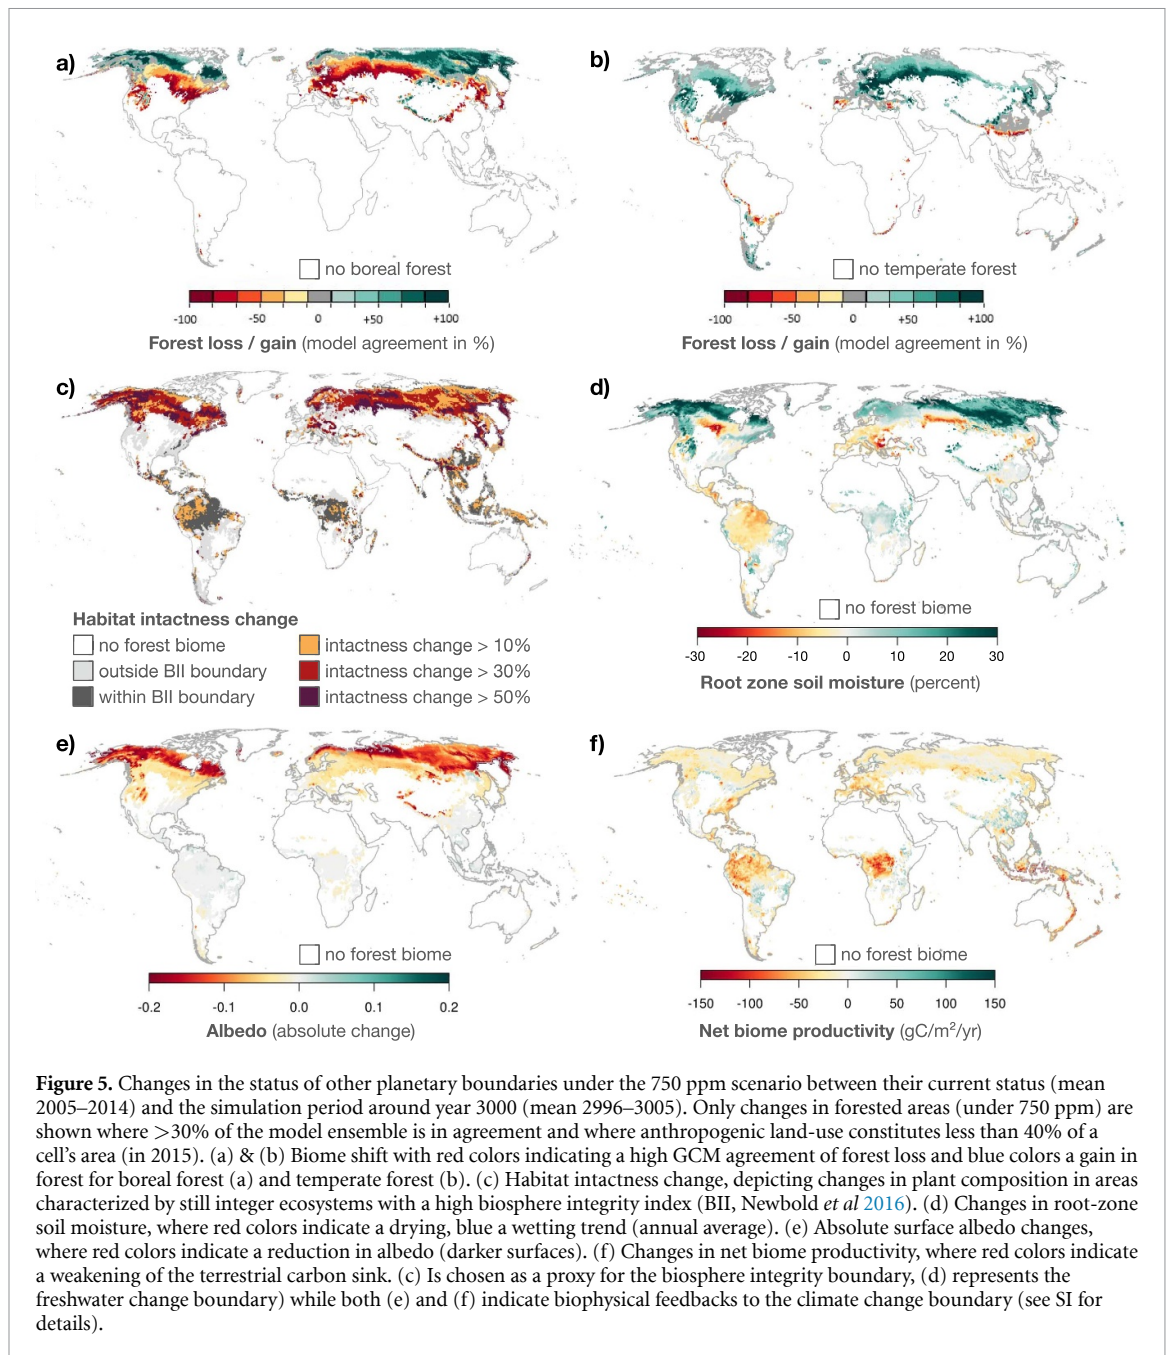 a)
b)
no boreal forest
no temperate forest
-100 -50 0 +50 +100
-100 -50 0 +50 +100
Forest loss / gain (model agreement in %)
Forest loss / gain (model agreement in %)
c)
d)
Habitat intactness change
no forest biome
outside BII boundary
within BII boundary
intactness change > 10%
intactness change > 30%
intactness change > 50%
no forest biome
-30 -20 -10 0 10 20 30
Root zone soil moisture (percent)
e)
f)
no forest biome
no forest biome
-0.2 -0.1 0.0 0.1 0.2
-150 -100 -50 0 50 100 150
Albedo (absolute change)
Net biome productivity (gC/m²/yr)
Figure 5. Changes in the status of other planetary boundaries under the 750 ppm scenario between their current status (mean
2005–2014) and the simulation period around year 3000 (mean 2996–3005). Only changes in forested areas (under 750 ppm) are
shown where >30% of the model ensemble is in agreement and where anthropogenic land-use constitutes less than 40% of a
cell's area (in 2015). (a) & (b) Biome shift with red colors indicating a high GCM agreement of forest loss and blue colors a gain in
forest for boreal forest (a) and temperate forest (b). (c) Habitat intactness change, depicting changes in plant composition in areas
characterized by still integer ecosystems with a high biosphere integrity index (BII, Newbold et al 2016). (d) Changes in root-zone
soil moisture, where red colors indicate a drying, blue a wetting trend (annual average). (e) Absolute surface albedo changes,
where red colors indicate a reduction in albedo (darker surfaces). (f) Changes in net biome productivity, where red colors indicate
a weakening of the terrestrial carbon sink. (c) Is chosen as a proxy for the biosphere integrity boundary, (d) represents the
freshwater change boundary) while both (e) and (f) indicate biophysical feedbacks to the climate change boundary (see SI for
details).